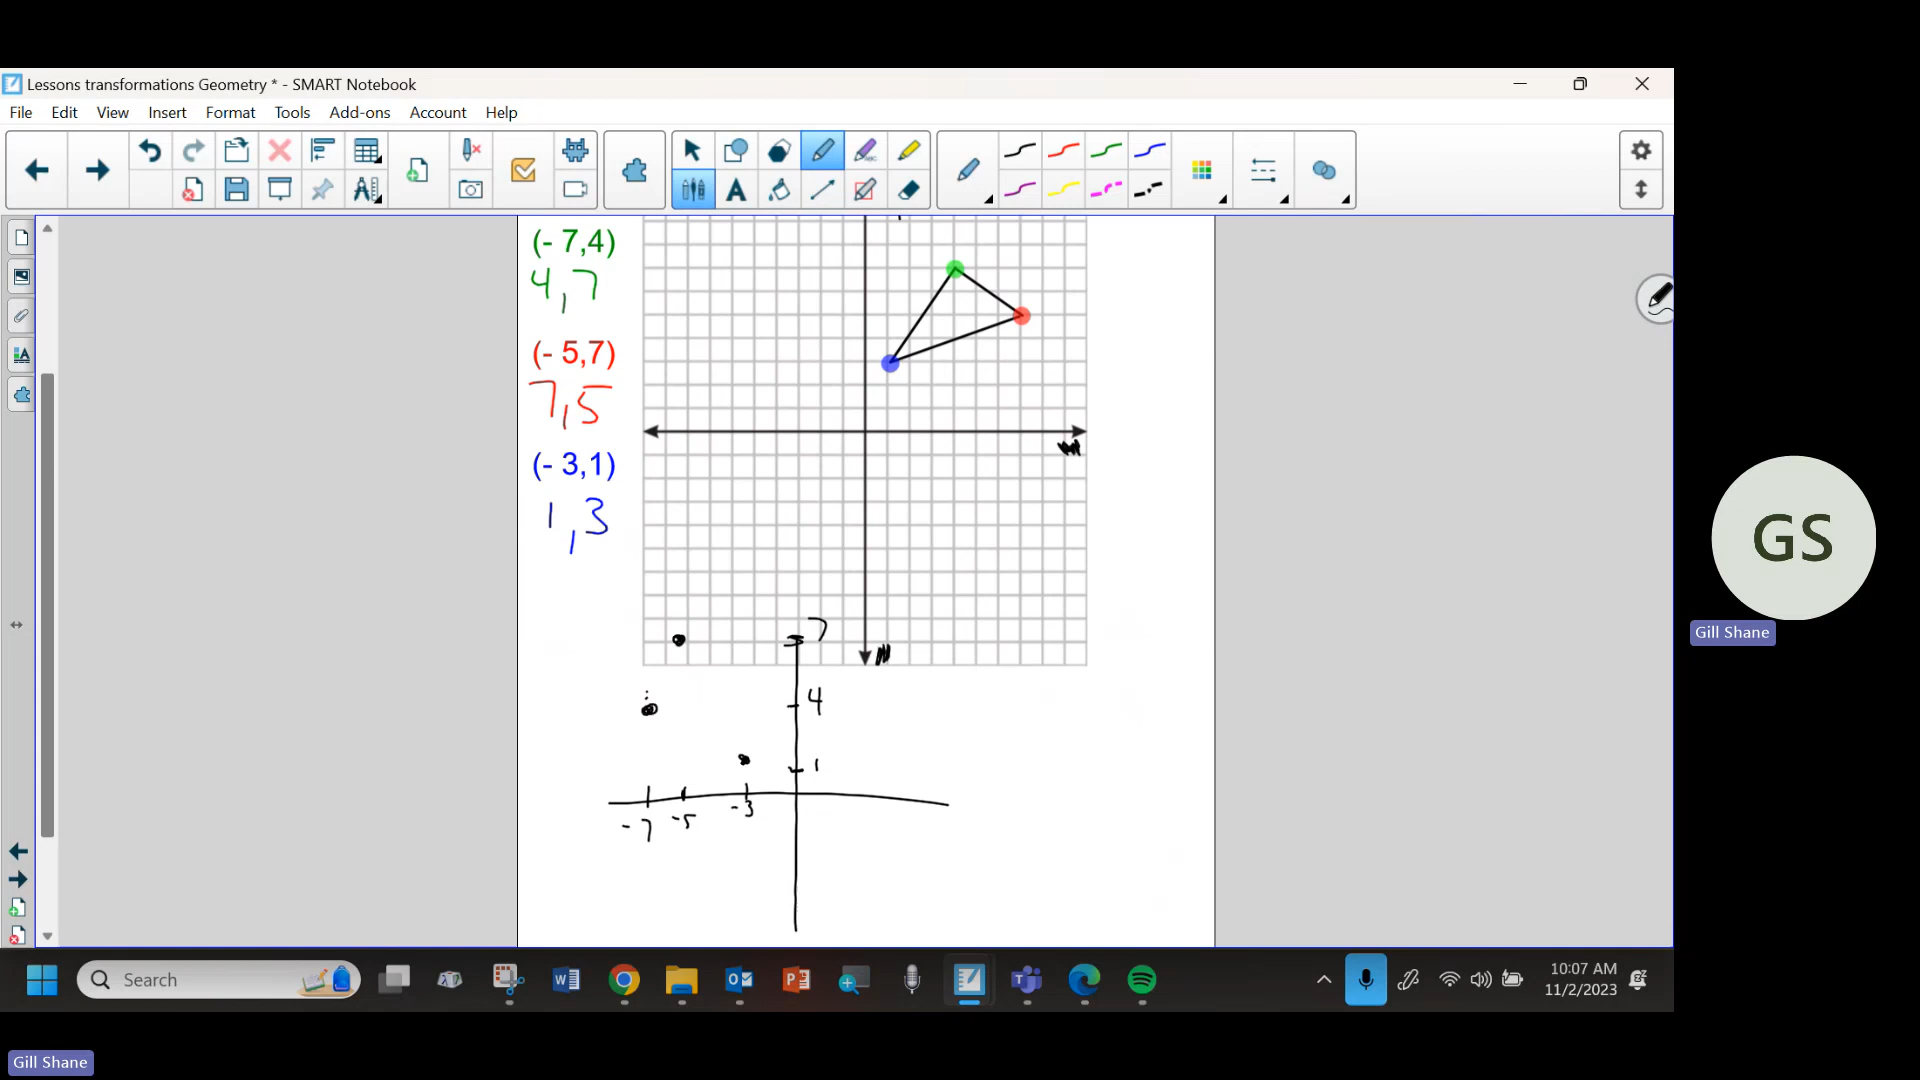 Lessons transformations Geometry * - SMART Notebook
File Edit View Insert Format Tools Add-ons Account Help
(- 7,4)
4,7
(- 5,7)
7,5
(- 3,1)
1,3
7
4
1
-7 -5 -3
GS
Gill Shane
Search
10:07 AM
11/2/2023
Gill Shane